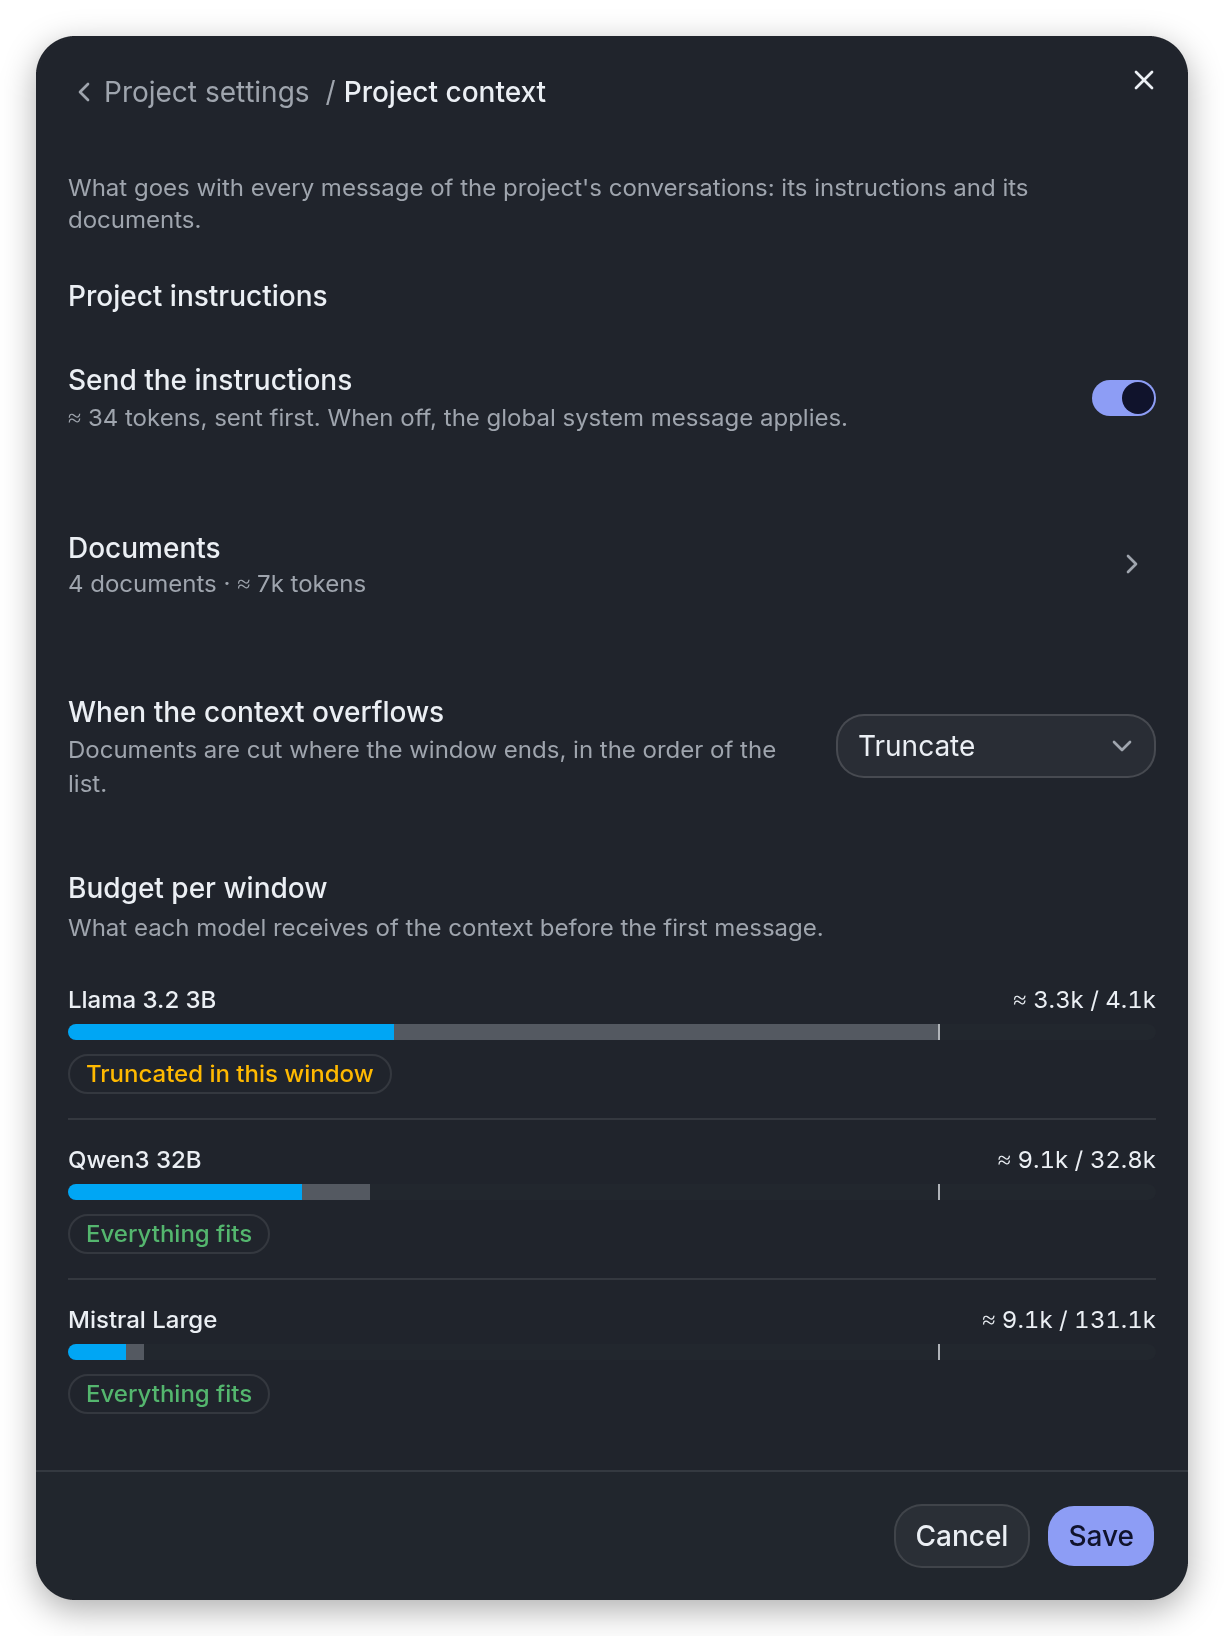 Project settings / Project context
What goes with every message of the project's conversations: its instructions and its
documents.
Project instructions
Send the instructions
≈ 34 tokens, sent first. When off, the global system message applies.
Documents
4 documents · ≈ 7k tokens
When the context overflows
Documents are cut where the window ends, in the order of the
list.
Truncate
Budget per window
What each model receives of the context before the first message.
Llama 3.2 3B
≈ 3.3k / 4.1k
Truncated in this window
Qwen3 32B
≈ 9.1k / 32.8k
Everything fits
Mistral Large
≈ 9.1k / 131.1k
Everything fits
Cancel
Save